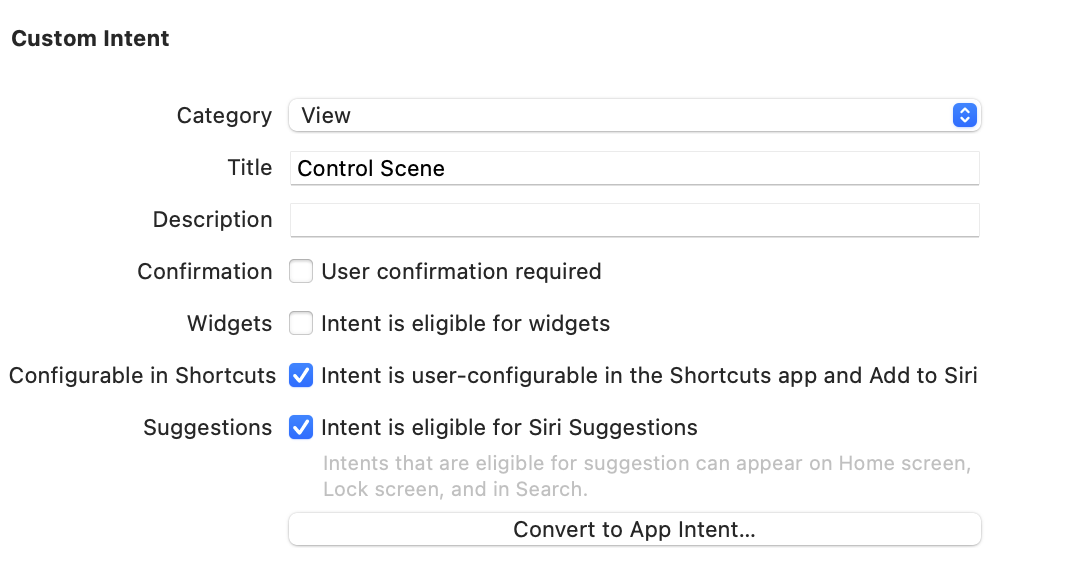 Custom Intent
Category View
Title Control Scene
Description
Confirmation User confirmation required
Widgets Intent is eligible for widgets
Configurable in Shortcuts Intent is user-configurable in the Shortcuts app and Add to Siri
Suggestions Intent is eligible for Siri Suggestions
Intents that are eligible for suggestion can appear on Home screen,
Lock screen, and in Search.
Convert to App Intent...